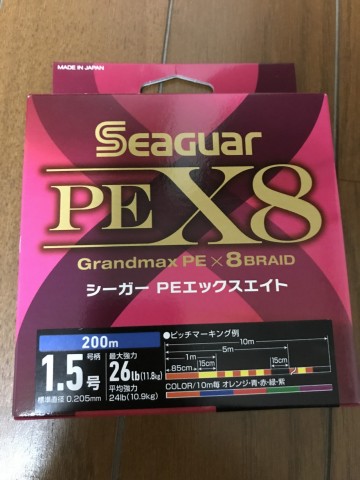 MADE IN JAPAN
Seaguar
PE X8
Grandmax PE×8BRAID
シーガー PEエックスエイト
200m
1.5号
号柄
標準直径 0.205mm
最大強力
26lb(11.8kg)
平均強力
24lb(10.9kg)
●ピッチマーキング例
10m
5m
1m
85cm
15cm
15cm
COLOR/10m毎 オレンジ・青・赤・緑・紫